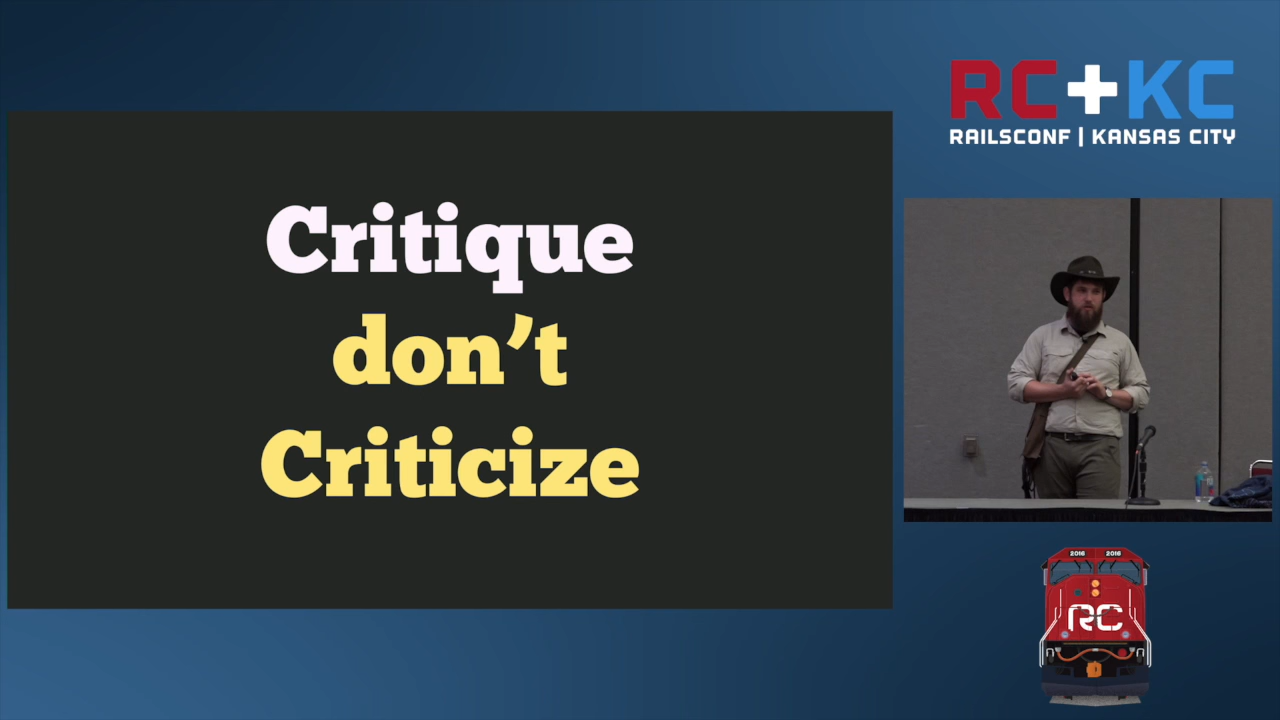 Critique
don’t
Criticize
RC+KC
RAILSCONF | KANSAS CITY
2016 2016
RC